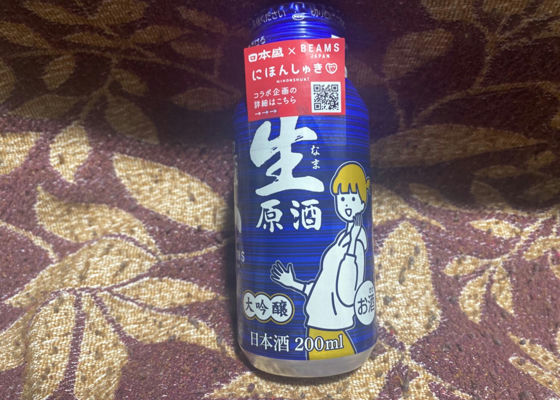 日本盛 × BEAMS
JAPAN
にほんしゅき
NIHONSHUKI
コラボ企画の
詳細はこちら
→→→
生
なま
原酒
大吟醸
お酒
日本酒 200ml